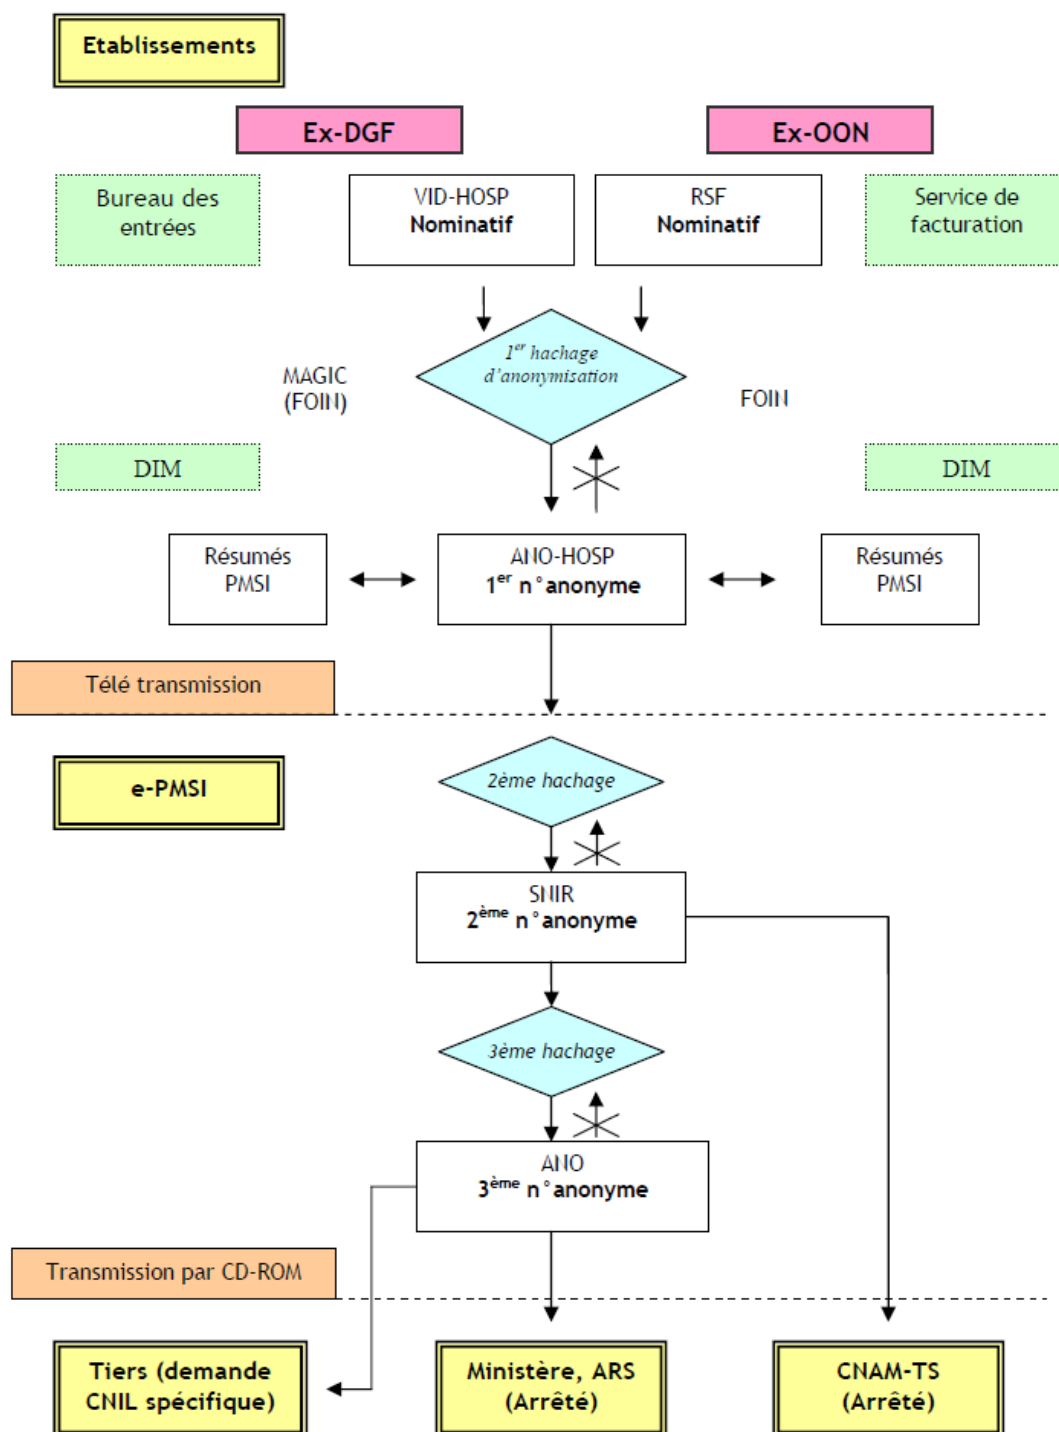 Etablissements
Ex-DGF
Ex-OQN
Bureau des
entrées
VID-HOSP
Nominatif
RSF
Nominatif
Service de
facturation
1er hachage
d'anonymisation
MAGIC
(FOIN)
FOIN
DIM
DIM
Résumés
PMSI
ANO-HOSP
1er n°anonyme
Résumés
PMSI
Télé transmission
e-PMSI
2ème hachage
SNIR
2ème n°anonyme
3ème hachage
ANO
3ème n°anonyme
Transmission par CD-ROM
Tiers (demande
CNIL spécifique)
Ministère, ARS
(Arrêté)
CNAM-TS
(Arrêté)